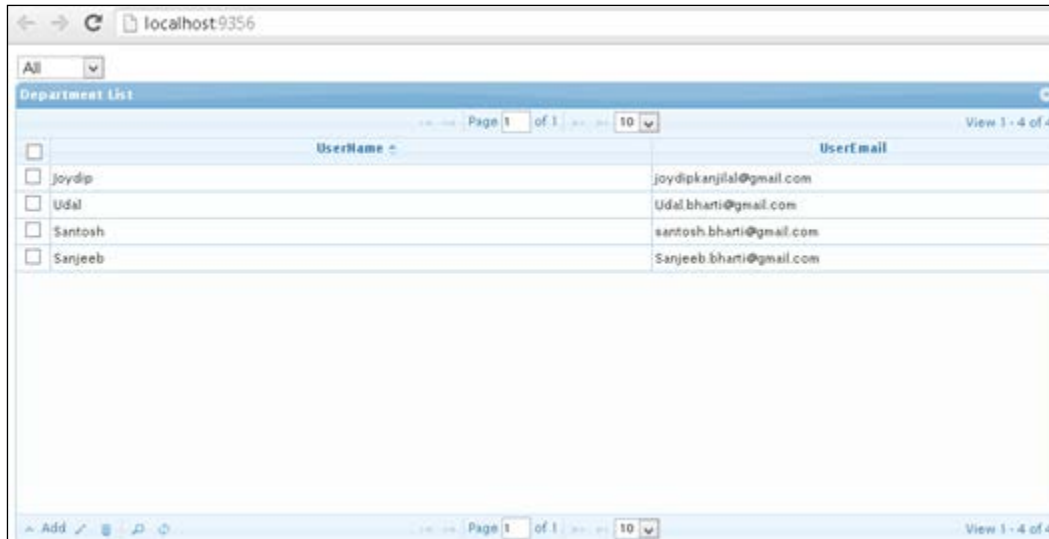 localhost:9356
All
Department List
Page 1 of 1 10 View 1 - 4 of 4
UserName UserEmail
Joydip joydipkanjilal@gmail.com
Udal Udal.bharti@gmail.com
Santosh santosh.bharti@gmail.com
Sanjeeb Sanjeeb.bharti@gmail.com
Add Page 1 of 1 10 View 1 - 4 of 4